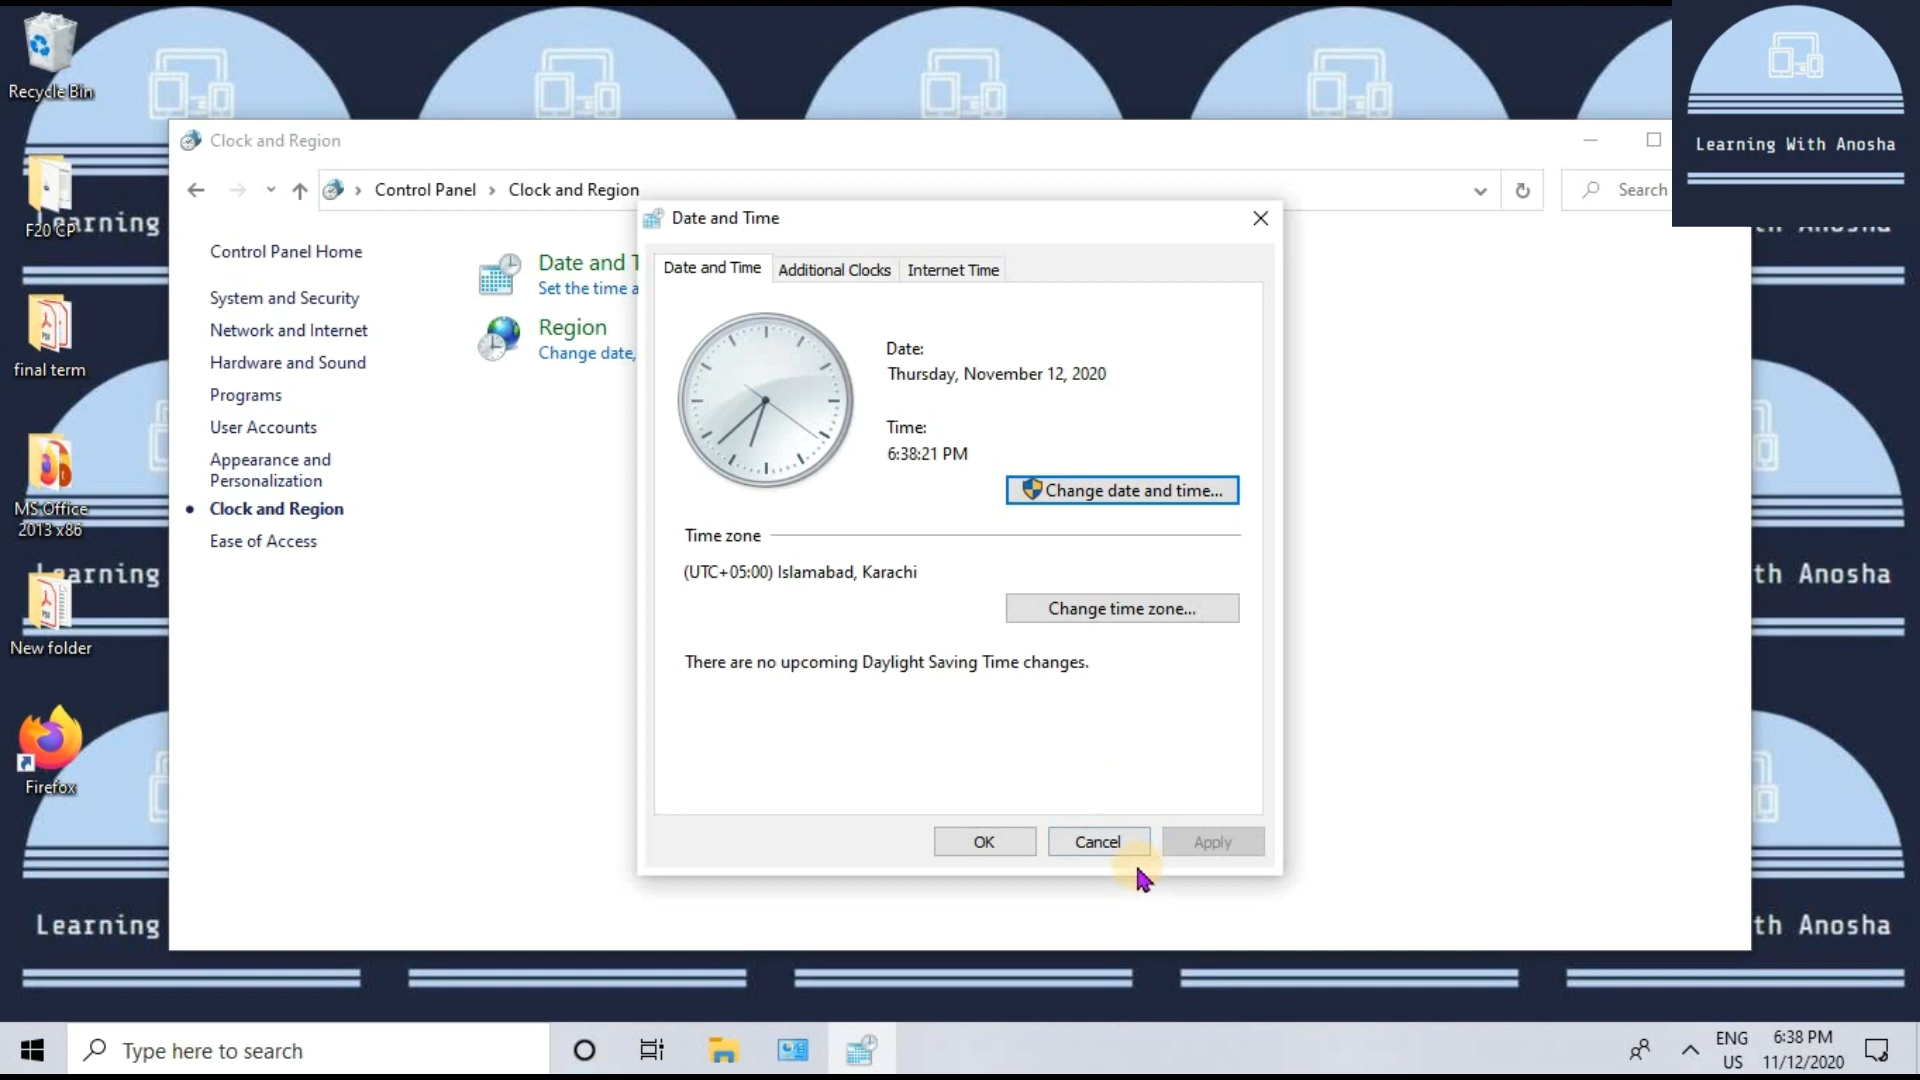 Recycle Bin
F20 CP
final term
MS Office
2013 x86
New folder
Firefox
Learning With Anosha
Clock and Region
Control Panel
Clock and Region
Search
Control Panel Home
System and Security
Network and Internet
Hardware and Sound
Programs
User Accounts
Appearance and
Personalization
Clock and Region
Ease of Access
Date and T
Set the time a
Region
Change date,
Date and Time
Date and Time
Additional Clocks
Internet Time
Date:
Thursday, November 12, 2020
Time:
6:38:21 PM
Change date and time...
Time zone
(UTC+05:00) Islamabad, Karachi
Change time zone...
There are no upcoming Daylight Saving Time changes.
OK
Cancel
Apply
Learning
Learning
th Anosha
Learning
th Anosha
Type here to search
ENG
US
6:38 PM
11/12/2020